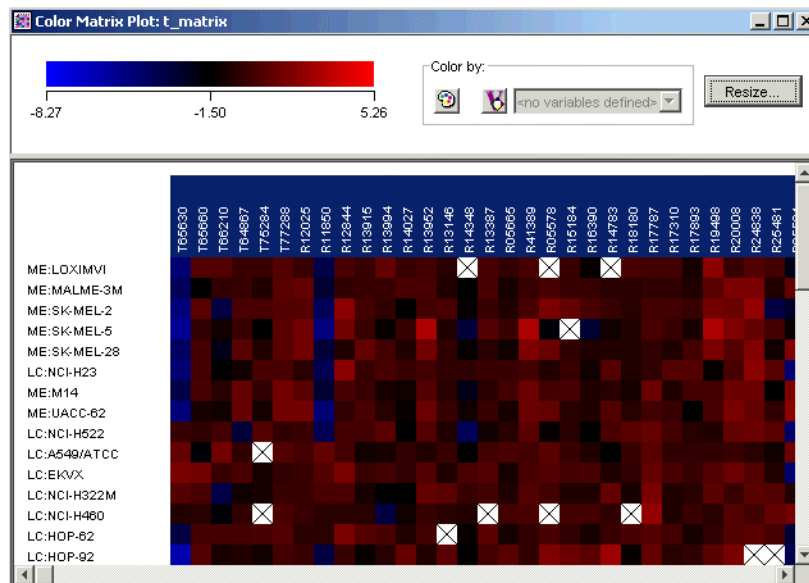 Color Matrix Plot: t_matrix
Color by:
<no variables defined>
Resize...
-8.27
-1.50
5.26
T65630
T65660
T66210
T64867
T75284
T77288
R12025
R11850
R12844
R13915
R13994
R14027
R13952
R13146
R14348
R13387
R05665
R41389
R05578
R15184
R16390
R14783
R18180
R17787
R17310
R17893
R19498
R20008
R24838
R25481
ME:LOXIMVI
ME:MALME-3M
ME:SK-MEL-2
ME:SK-MEL-5
ME:SK-MEL-28
LC:NCI-H23
ME:M14
ME:UACC-62
LC:NCI-H522
LC:A549/ATCC
LC:EKVX
LC:NCI-H322M
LC:NCI-H460
LC:HOP-62
LC:HOP-92